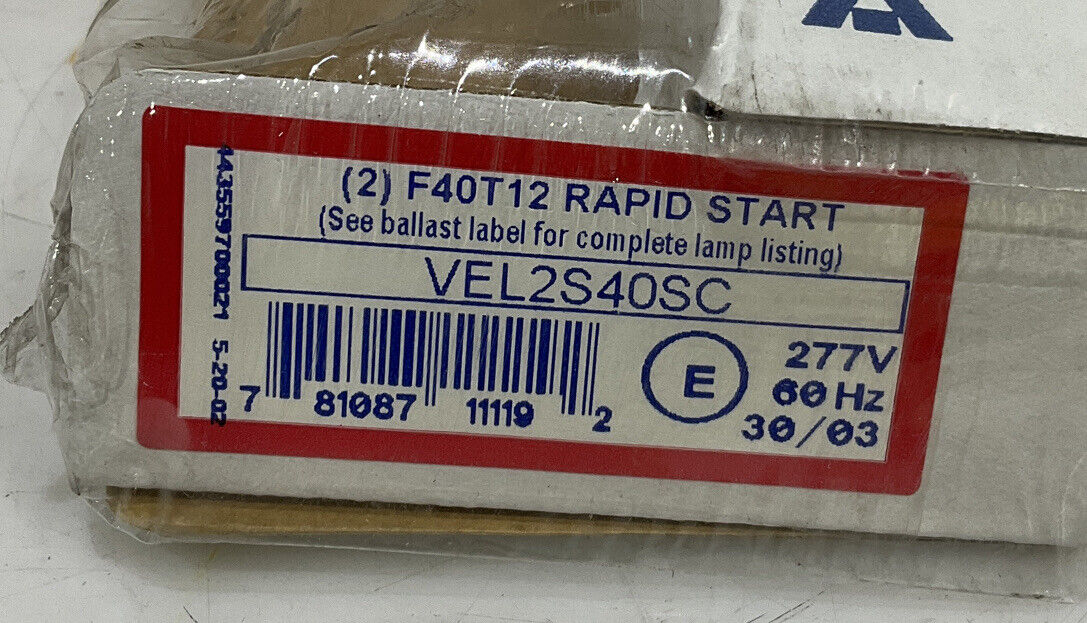 (2) F40T12 RAPID START
(See ballast label for complete lamp listing)
VEL2S40SC
7 81087 11119 2
E
277V
60 Hz
30/03
4435559700021 5-20-02